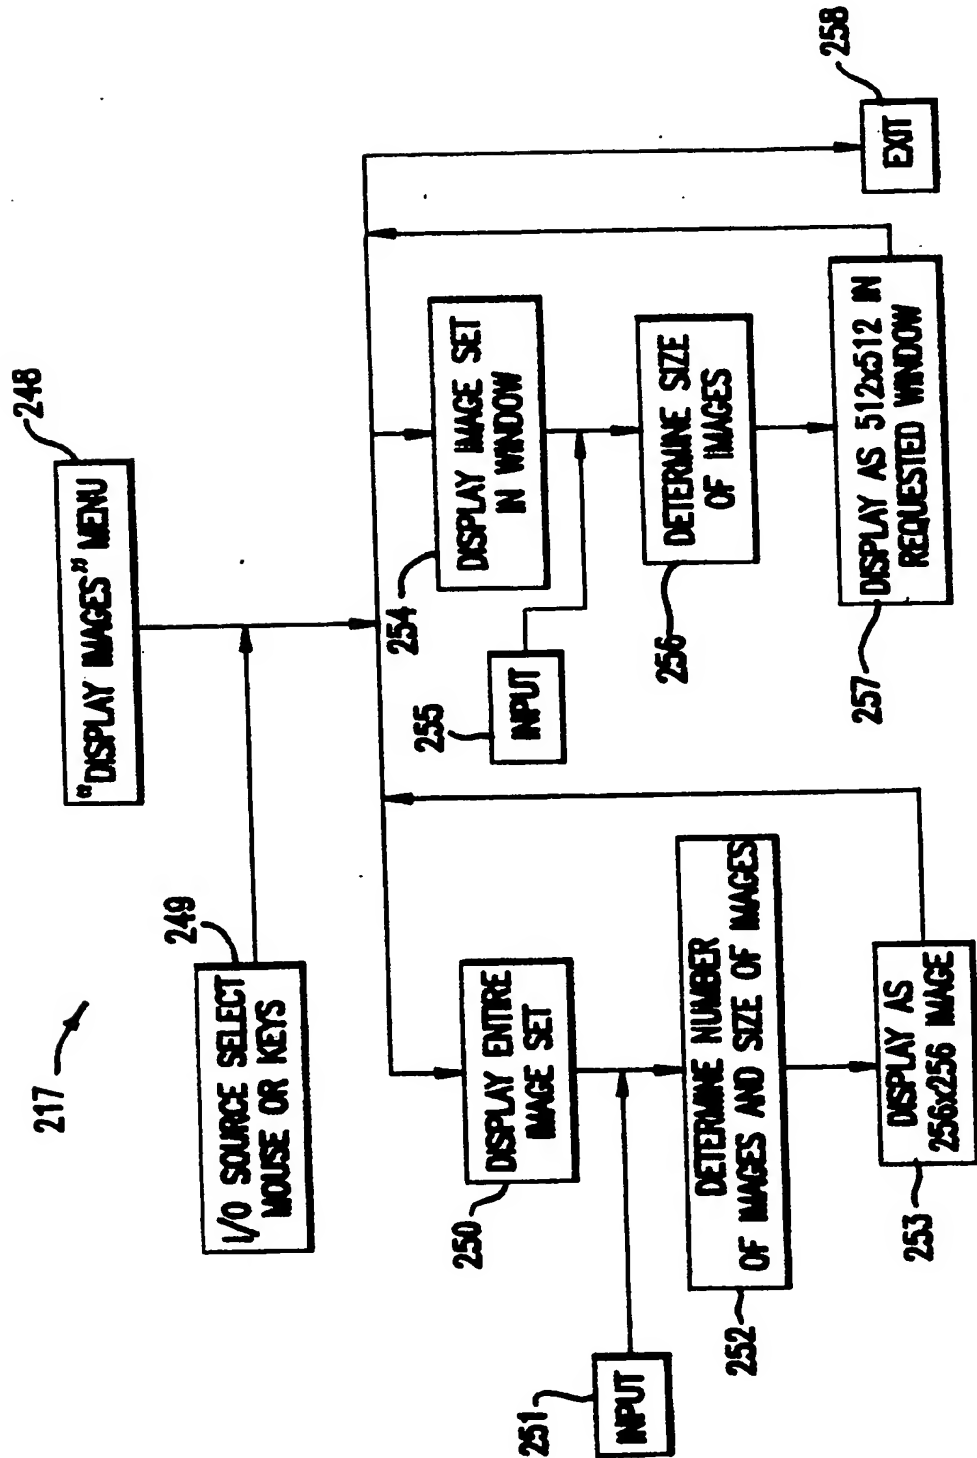 217
248
"DISPLAY IMAGES" MENU
249
I/O SOURCE SELECT
MOUSE OR KEYS
250
DISPLAY ENTIRE
IMAGE SET
251
INPUT
252
DETERMINE NUMBER
OF IMAGES AND SIZE OF IMAGES
253
DISPLAY AS
256x256 IMAGE
254
DISPLAY IMAGE SET
IN WINDOW
255
INPUT
256
DETERMINE SIZE
OF IMAGES
257
DISPLAY AS 512x512 IN
REQUESTED WINDOW
258
EXIT